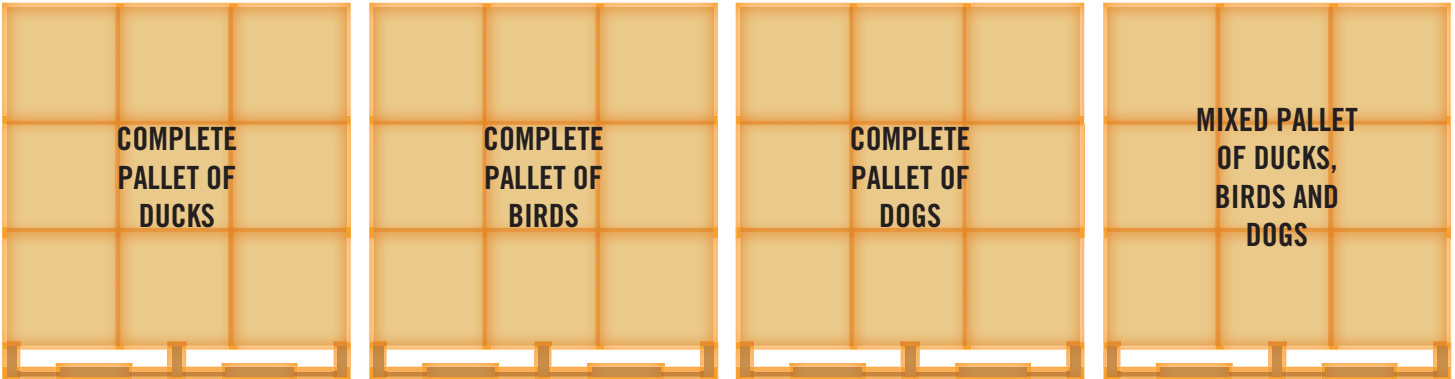 COMPLETE
PALLET OF
DUCKS
COMPLETE
PALLET OF
BIRDS
COMPLETE
PALLET OF
DOGS
MIXED PALLET
OF DUCKS,
BIRDS AND
DOGS